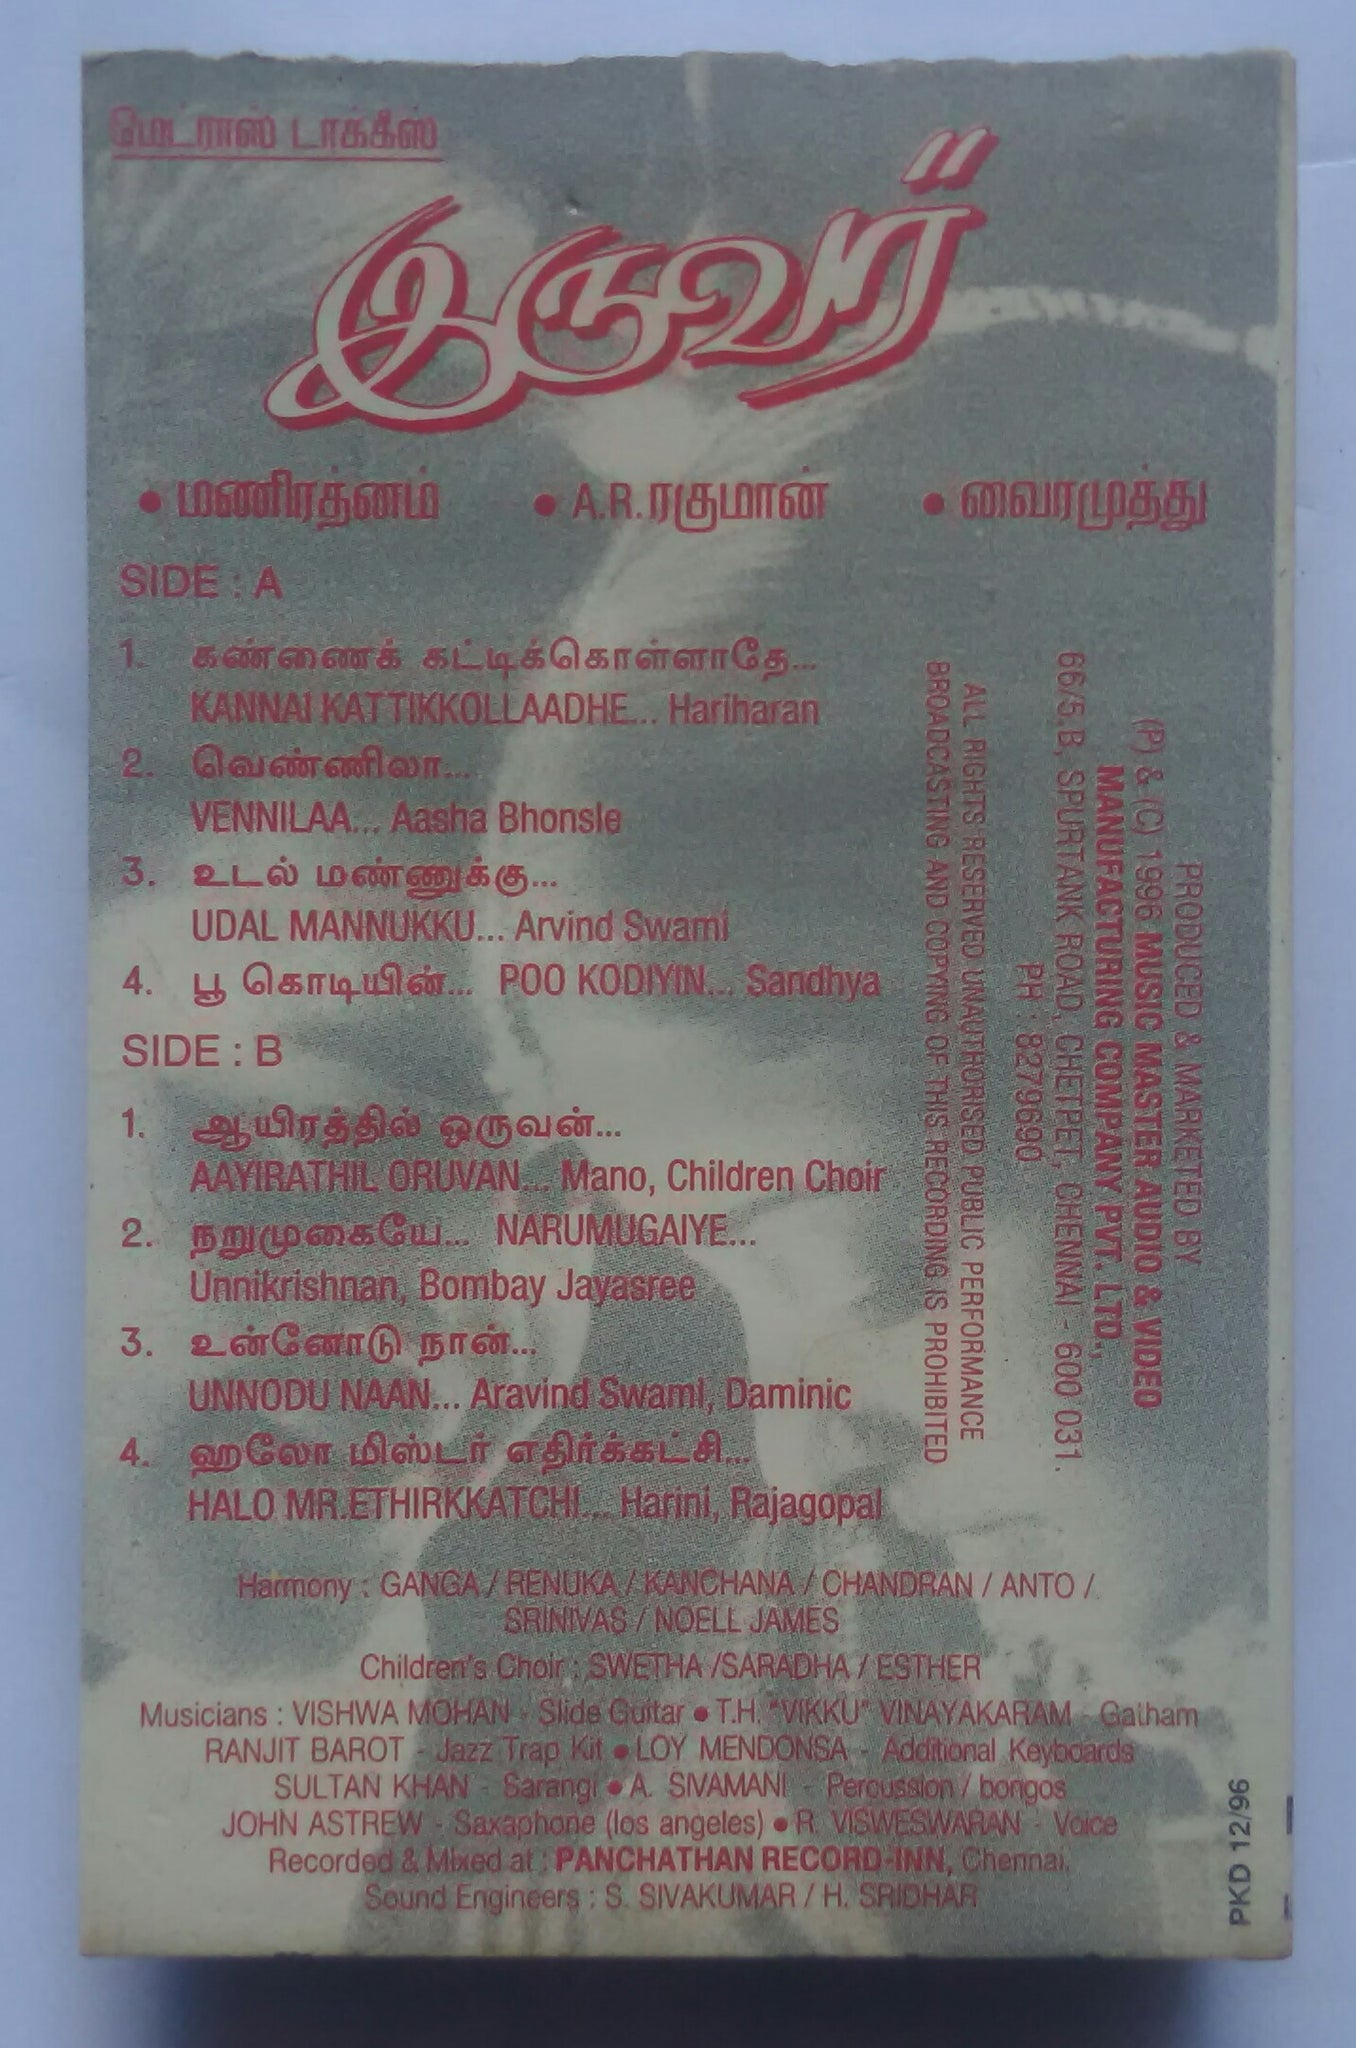 மெட்ராஸ் டாக்கீஸ்
இருவர்
• மணிரத்னம் • A.R.ரகுமான் • வைரமுத்து
SIDE : A
1. கண்ணைக் கட்டிக்கொள்ளாதே...
KANNAI KATTIKKOLLAADHE... Hariharan
2. வெண்ணிலா...
VENNILAA... Aasha Bhonsle
3. உடல் மண்ணுக்கு...
UDAL MANNUKKU... Arvind Swami
4. பூ கொடியின்... POO KODIYIN... Sandhya
SIDE : B
1. ஆயிரத்தில் ஒருவன்...
AAYIRATHIL ORUVAN... Mano, Children Choir
2. நறுமுகையே... NARUMUGAIYE...
Unnikrishnan, Bombay Jayasree
3. உன்னோடு நான்...
UNNODU NAAN... Aravind Swami, Daminic
4. ஹலோ மிஸ்டர் எதிர்க்கட்சி...
HALO MR.ETHIRKKATCHI... Harini, Rajagopal
PRODUCED & MARKETED BY
(P) & (C) 1996 MUSIC MASTER AUDIO & VIDEO
MANUFACTURING COMPANY PVT. LTD.,
66/5.B, SPURTANK ROAD, CHETPET, CHENNAI - 600 031.
PH : 8279690
ALL RIGHTS RESERVED UNAUTHORISED PUBLIC PERFORMANCE
BROADCASTING AND COPYING OF THIS RECORDING IS PROHIBITED
Harmony : GANGA / RENUKA / KANCHANA / CHANDRAN / ANTO /
SRINIVAS / NOELL JAMES
Children's Choir : SWETHA /SARADHA / ESTHER
Musicians : VISHWA MOHAN - Slide Guitar • T.H. "VIKKU" VINAYAKARAM - Gatham
RANJIT BAROT - Jazz Trap Kit • LOY MENDONSA - Additional Keyboards
SULTAN KHAN - Sarangi • A. SIVAMANI - Percussion / bongos
JOHN ASTREW - Saxaphone (los angeles) • R. VISWESWARAN - Voice
Recorded & Mixed at : PANCHATHAN RECORD-INN, Chennai.
Sound Engineers : S. SIVAKUMAR / H. SRIDHAR
PKD 12/96